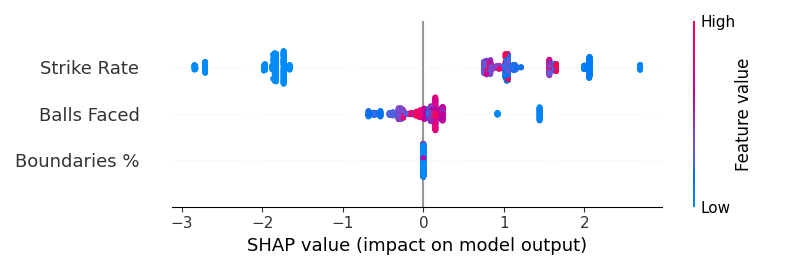 High
Strike Rate
Balls Faced
Boundaries %
Feature value
Low
−3 −2 −1 0 1 2
SHAP value (impact on model output)